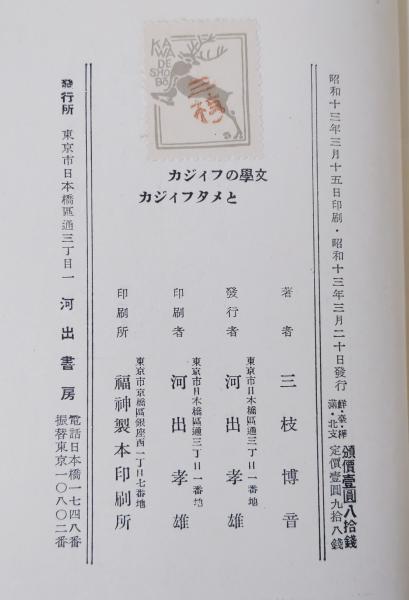 KAWADE SHOBŌ
三枝
文學のフィジカ
とメタフィジカ
昭和十三年三月十五日印刷・昭和十三年三月二十日發行
鮮・臺・樺
滿・北支
頒價壹圓八拾錢
定價壹圓九十八錢
著者 三枝博音
東京市日本橋區通三丁目一番地
發行者 河出孝雄
東京市日本橋區通三丁目一番地
印刷者 河出孝雄
東京市京橋區銀座西一丁目七番地
印刷所 福神製本印刷所
發行所 東京市日本橋區通三丁目一 河出書房
電話日本橋一七四八番
振替東京一〇八〇二番